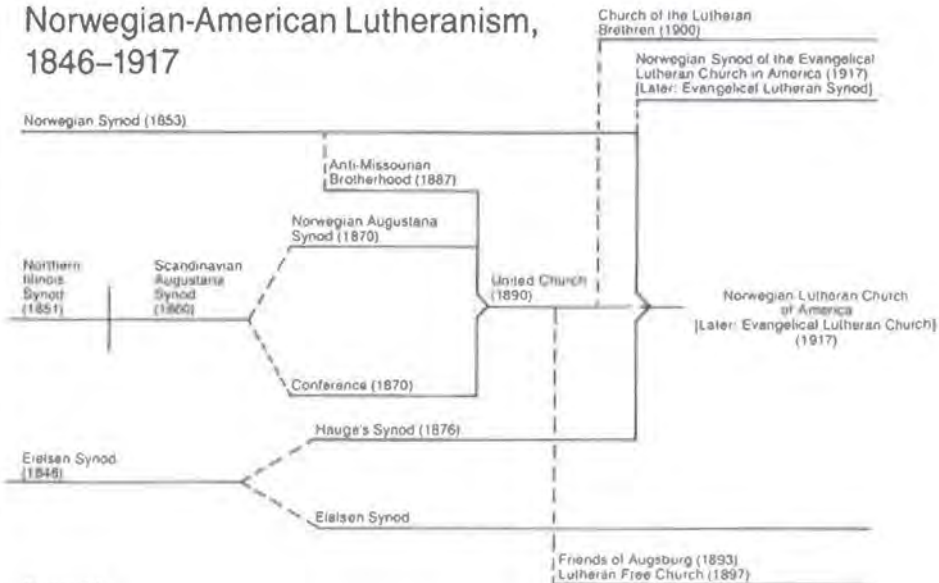 Norwegian-American Lutheranism,
1846–1917
Church of the Lutheran
Brethren (1900)
Norwegian Synod of the Evangelical
Lutheran Church in America (1917)
[Later: Evangelical Lutheran Synod]
Norwegian Synod (1853)
Anti-Missourian
Brotherhood (1887)
Norwegian Augustana
Synod (1870)
Northern
Illinois
Synod
(1851)
Scandinavian
Augustana
Synod
(1860)
United Church
(1890)
Norwegian Lutheran Church
of America
[Later: Evangelical Lutheran Church]
(1917)
Conference (1870)
Hauge's Synod (1876)
Eielsen Synod
(1846)
Eielsen Synod
Friends of Augsburg (1893)
Lutheran Free Church (1897)